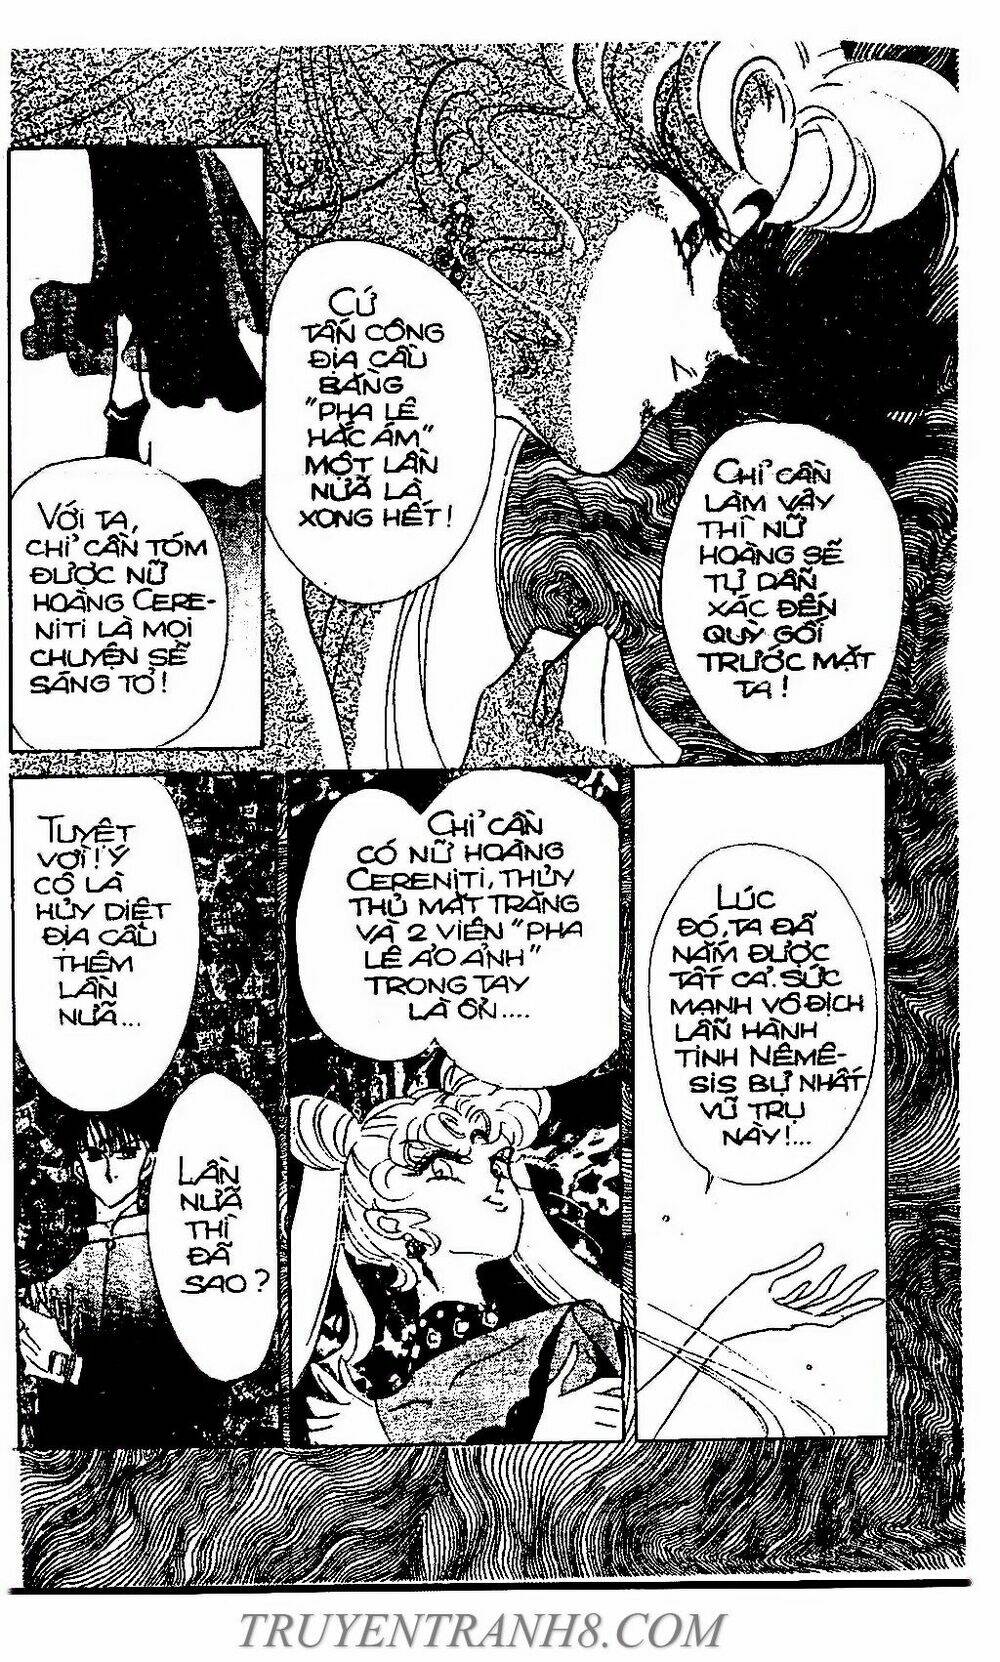 CHỈ CẦN
LÀM VẬY
THÌ NỮ
HOÀNG SẼ
TỰ DẪN
XÁC ĐẾN
QUỲ GỐI
TRƯỚC MẶT
TA!
CỨ
TẤN CÔNG
ĐỊA CẦU
BẰNG
"PHA LÊ
HẮC ÁM"
MỘT LẦN
NỮA LÀ
XONG HẾT!
VỚI TA,
CHỈ CẦN TÓM
ĐƯỢC NỮ
HOÀNG CERE-
NITI LÀ MỌI
CHUYỆN SẼ
SÁNG TỎ!
LÚC
ĐÓ, TA ĐÃ
NẮM ĐƯỢC
TẤT CẢ. SỨC
MẠNH VÔ ĐỊCH
LẪN HÀNH
TINH NÊMÊ-
SIS BỰ NHẤT
VŨ TRỤ
NÀY!...
CHỈ CẦN
CÓ NỮ HOÀNG
CERENITI, THỦY
THỦ MẶT TRĂNG
VÀ 2 VIÊN "PHA
LÊ ẢO ẢNH"
TRONG TAY
LÀ ỔN....
TUYỆT
VỜI! Ý
CÔ LÀ
HỦY DIỆT
ĐỊA CẦU
THÊM
LẦN
NỮA...
LẦN
NỮA
THÌ
ĐÃ
SAO?
TRUYENTRANH8.COM